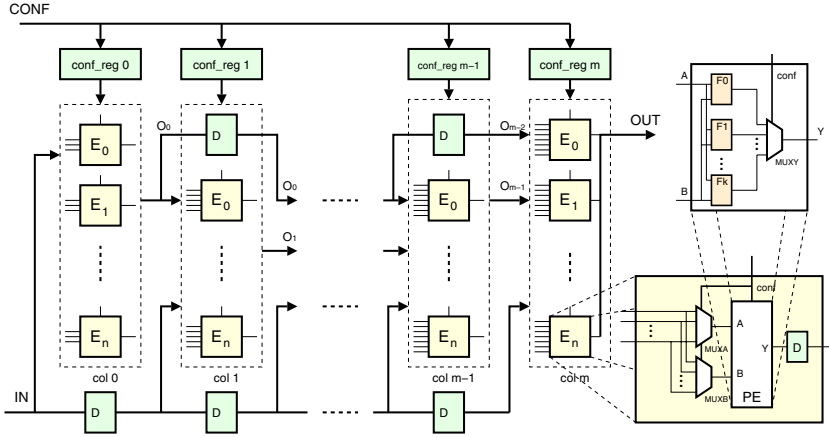 CONF
conf_reg 0
conf_reg 1
conf_reg m−1
conf_reg m
A
F0
conf
F1
Y
MUXY
Fk
B
O0
D
D
Om−2
OUT
E0
E0
E1
E0
O0
E0
Om−1
E1
O1
En
En
En
En
conf
A
MUXA
Y
D
B
MUXB
PE
col 0
col 1
col m−1
col m
IN
D
D
D